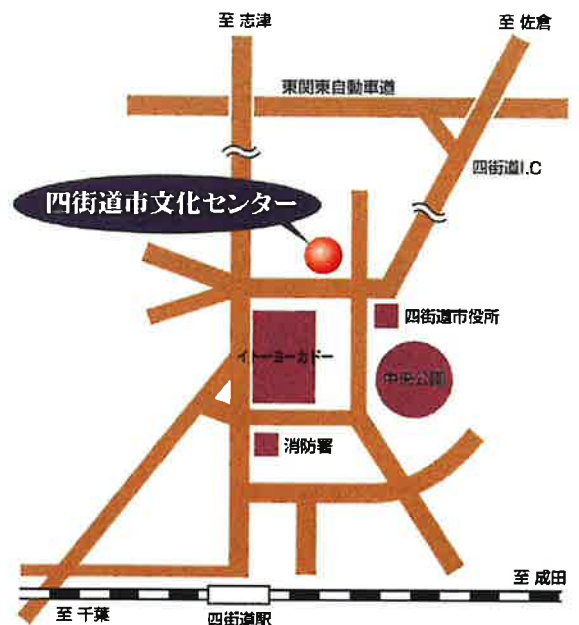 至 志津
至 佐倉
東関東自動車道
四街道I.C
四街道市文化センター
四街道市役所
イトーヨーカドー
中央公園
消防署
至 成田
至 千葉
四街道駅